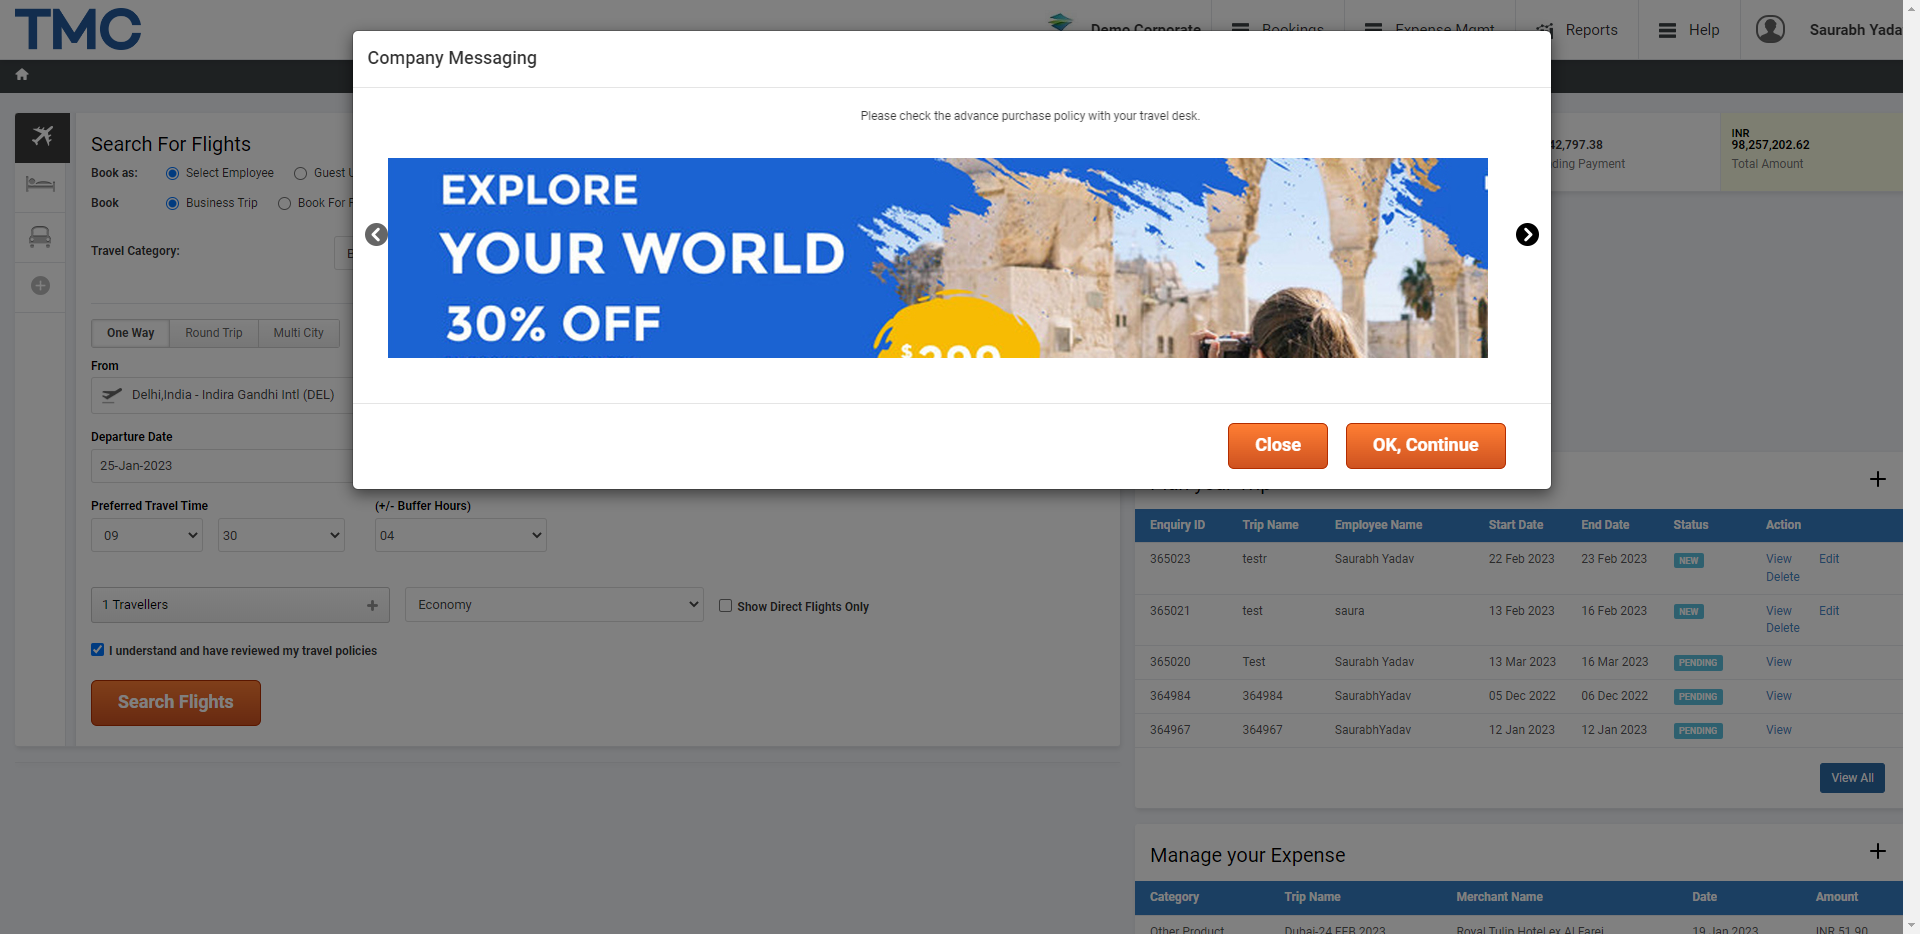 TMC
Demo Corporate
Bookings
Expense Mgmt
Reports
Help
Saurabh Yada
Company Messaging
Please check the advance purchase policy with your travel desk.
EXPLORE
YOUR WORLD
30% OFF
$399
Close
OK, Continue
Search For Flights
Book as:
Select Employee
Guest U
Book
Business Trip
Book For P
Travel Category:
One Way
Round Trip
Multi City
From
Delhi,India - Indira Gandhi Intl (DEL)
Departure Date
25-Jan-2023
Preferred Travel Time
(+/- Buffer Hours)
09
30
04
1 Travellers
Economy
Show Direct Flights Only
I understand and have reviewed my travel policies
Search Flights
42,797.38
ding Payment
INR
98,257,202.62
Total Amount
Plan your Trip
Enquiry ID Trip Name Employee Name Start Date End Date Status Action
365023 testr Saurabh Yadav 22 Feb 2023 23 Feb 2023 NEW View Edit
Delete
365021 test saura 13 Feb 2023 16 Feb 2023 NEW View Edit
Delete
365020 Test Saurabh Yadav 13 Mar 2023 16 Mar 2023 PENDING View
364984 364984 SaurabhYadav 05 Dec 2022 06 Dec 2022 PENDING View
364967 364967 SaurabhYadav 12 Jan 2023 12 Jan 2023 PENDING View
View All
Manage your Expense
Category Trip Name Merchant Name Date Amount
Other Product Dubai-24 FEB 2023 Royal Tulip Hotel ex Al Farej 19 Jan 2023 INR 51.90